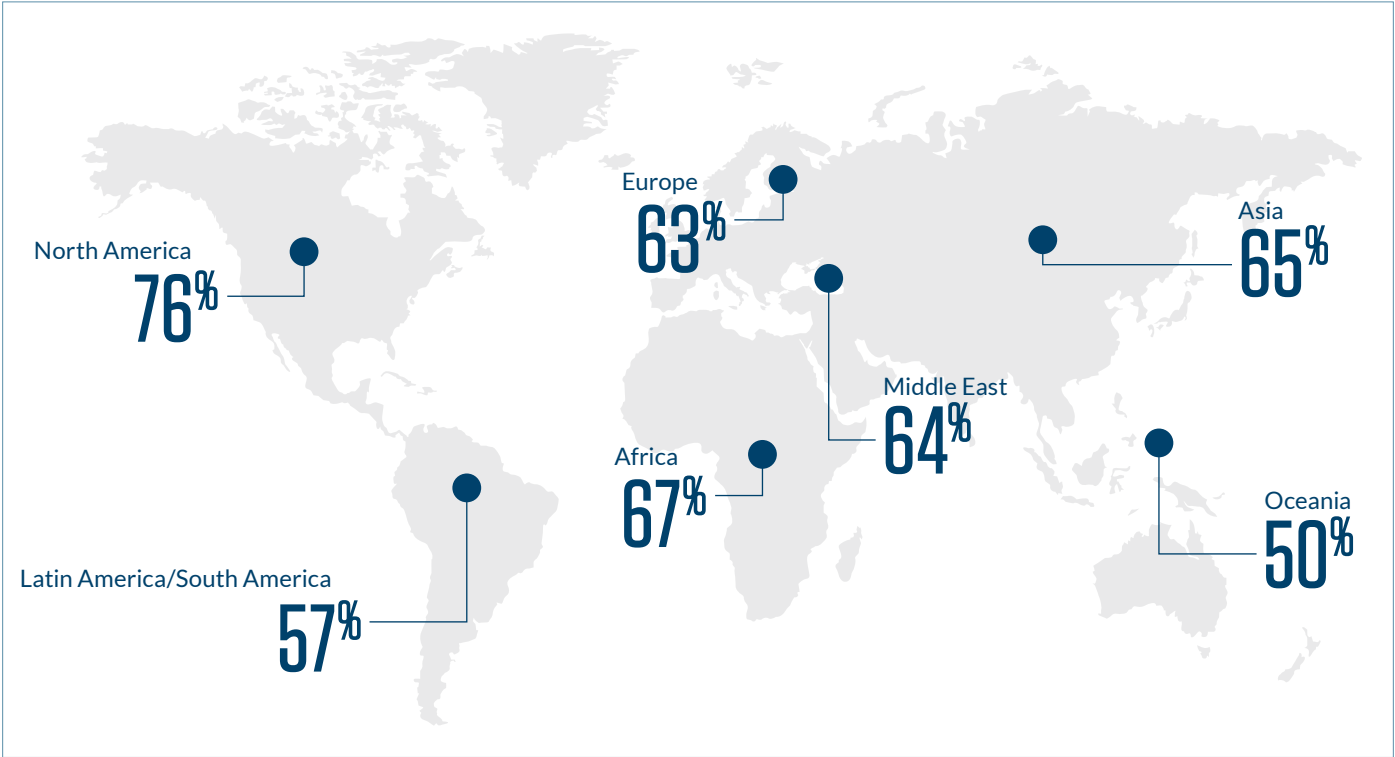 Europe
63%
Asia
65%
North America
76%
Middle East
64%
Africa
67%
Oceania
50%
Latin America/South America
57%